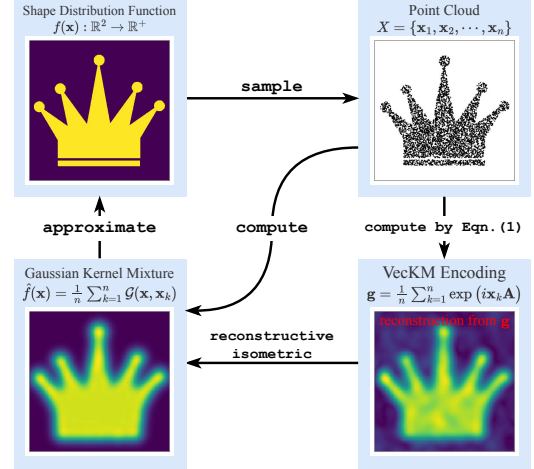 Shape Distribution Function
f(𝐱) : ℝ² → ℝ⁺
Point Cloud
X = {𝐱₁, 𝐱₂, ⋯, 𝐱ₙ}
sample
approximate
compute
compute by Eqn.(1)
Gaussian Kernel Mixture
f̂(𝐱) = 1/n ∑ₖ₌₁ⁿ 𝒢(𝐱, 𝐱ₖ)
VecKM Encoding
𝐠 = 1/n ∑ₖ₌₁ⁿ exp (i𝐱ₖ𝐀)
reconstruction from 𝐠
reconstructive
isometric